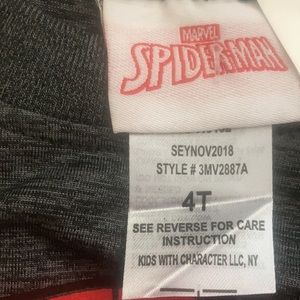 MARVEL
SPIDER-MAN
SEYNOV2018
STYLE # 3MV2887A
4T
SEE REVERSE FOR CARE
INSTRUCTION
KIDS WITH CHARACTER LLC, NY